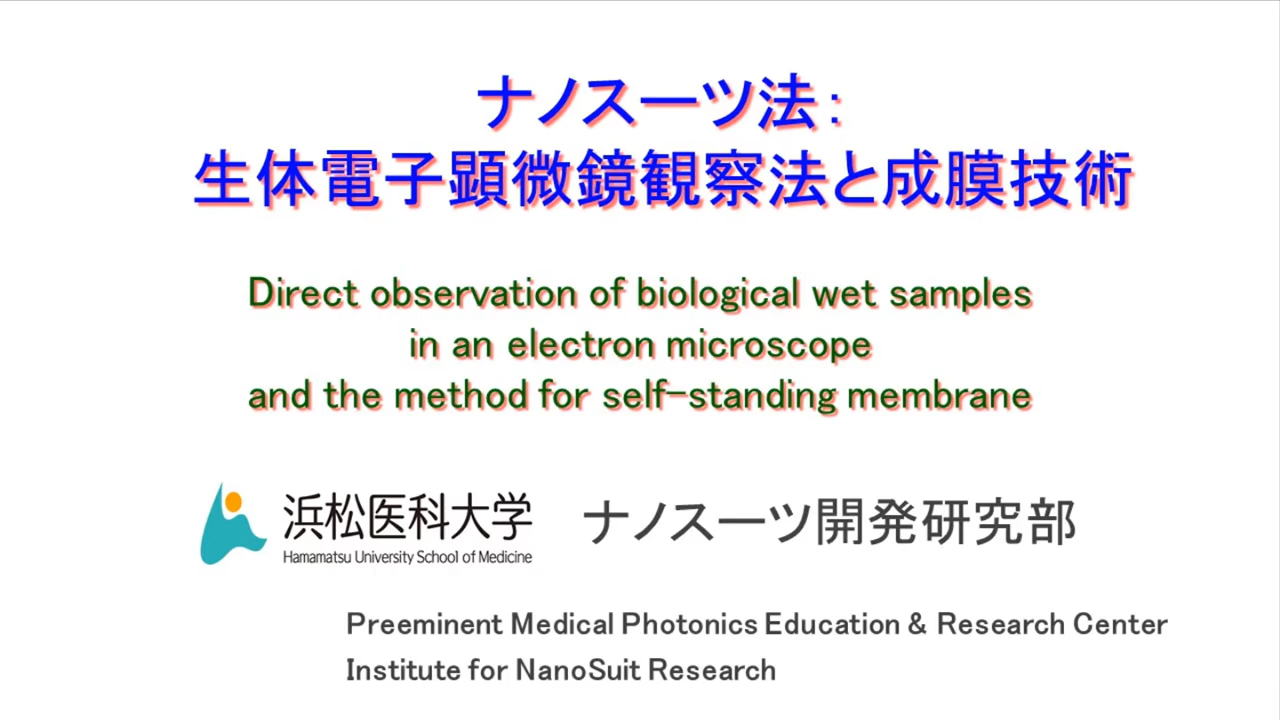 ナノスーツ法:
生体電子顕微鏡観察法と成膜技術
Direct observation of biological wet samples
in an electron microscope
and the method for self-standing membrane
浜松医科大学 ナノスーツ開発研究部
Hamamatsu University School of Medicine
Preeminent Medical Photonics Education & Research Center
Institute for NanoSuit Research